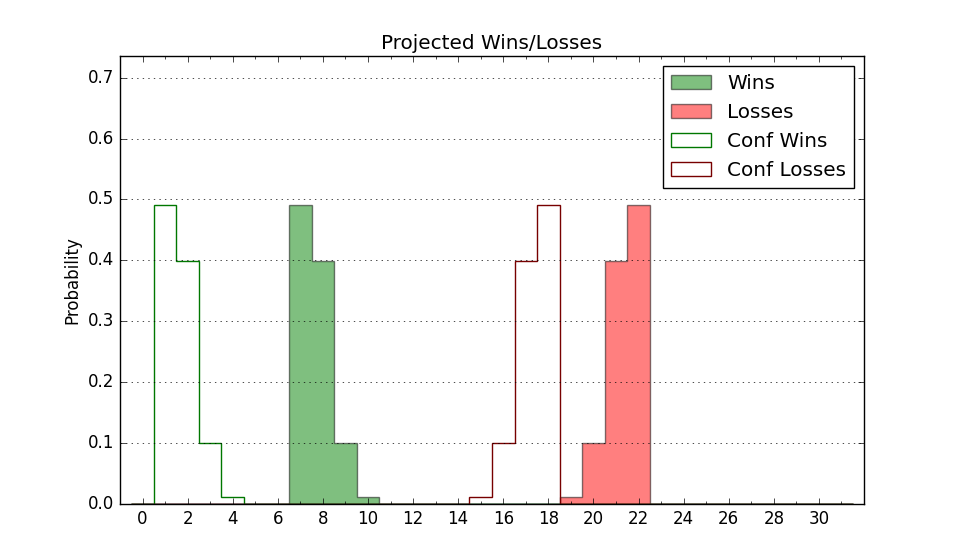 Projected Wins/Losses
0.7
0.6
0.5
0.4
0.3
0.2
0.1
0.0
Probability
Wins
Losses
Conf Wins
Conf Losses
0 2 4 6 8 10 12 14 16 18 20 22 24 26 28 30